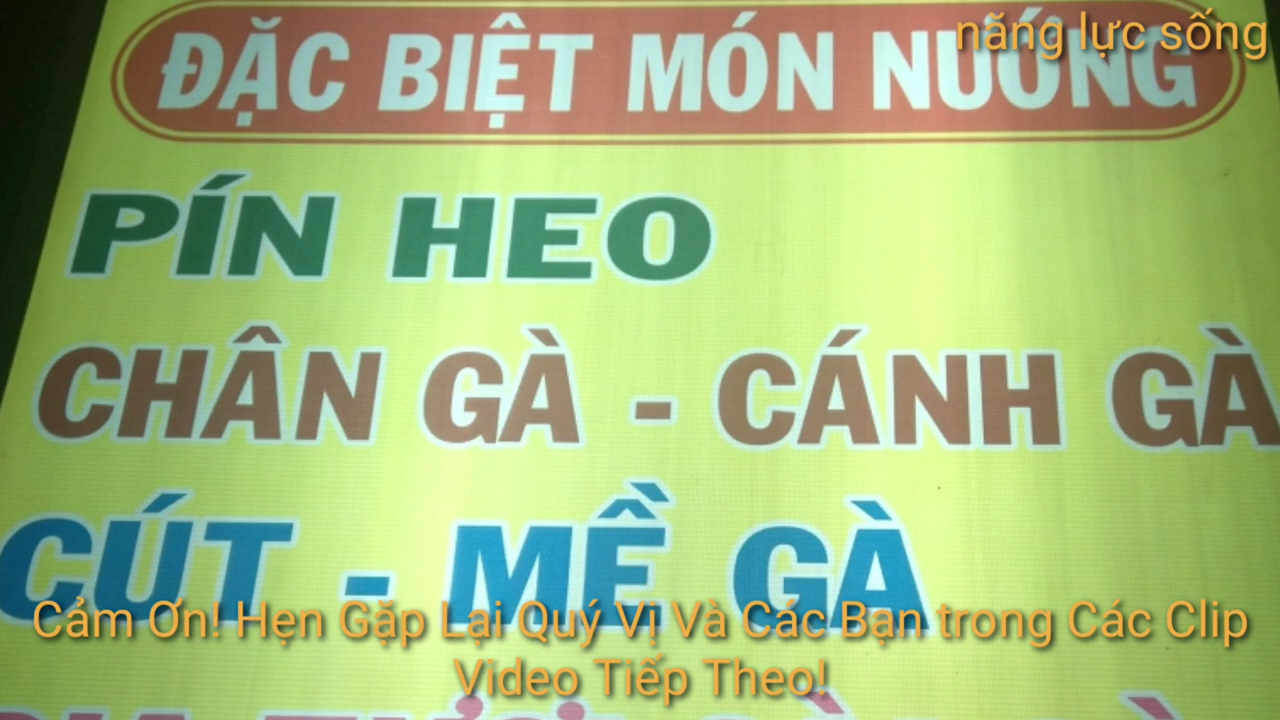 năng lực sống
ĐẶC BIỆT MÓN NƯỚNG
PÍN HEO
CHÂN GÀ - CÁNH GÀ
CÚT - MỀ GÀ
Cảm Ơn! Hẹn Gặp Lại Quý Vị Và Các Bạn trong Các Clip
Video Tiếp Theo!